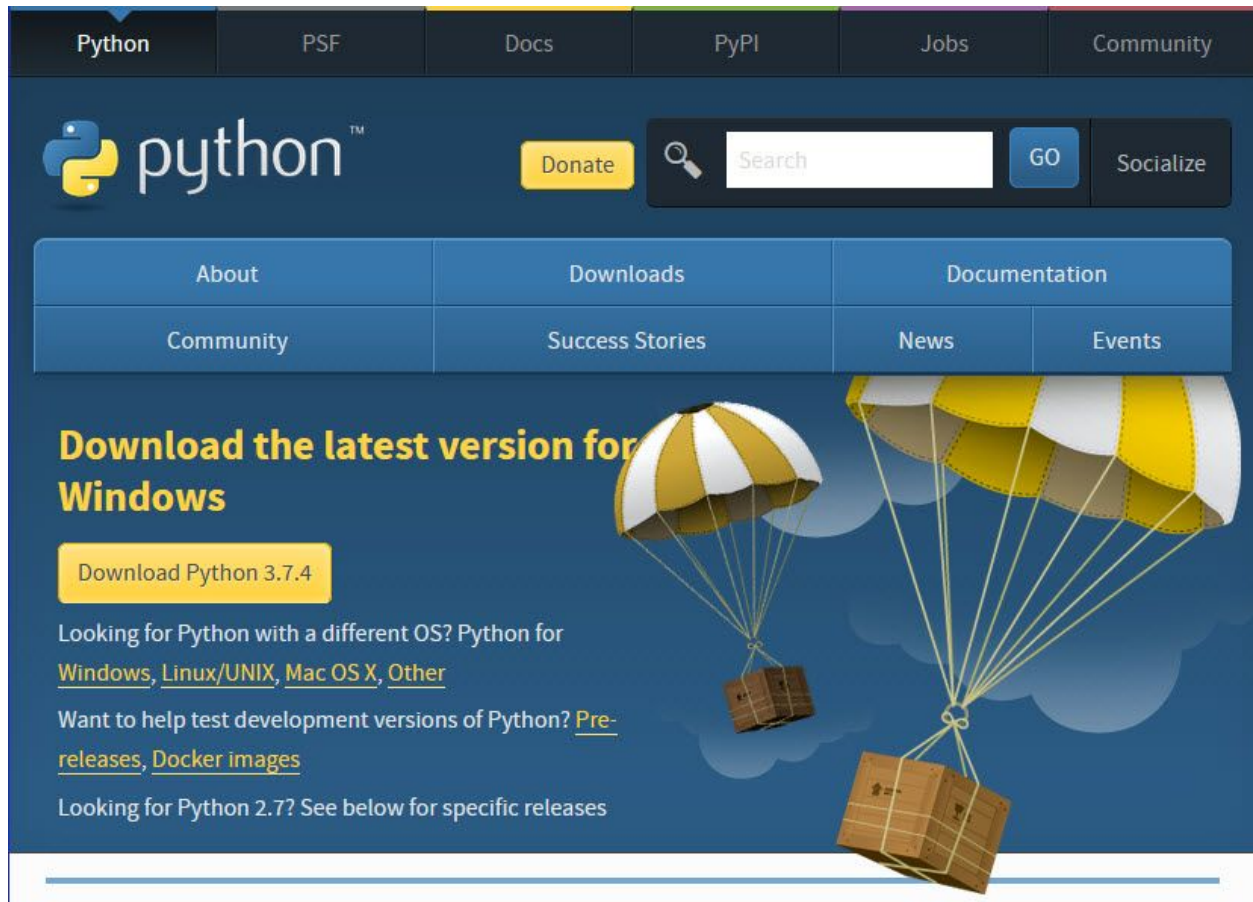 Python PSF Docs PyPI Jobs Community
python™
Donate Search GO Socialize
About Downloads Documentation
Community Success Stories News Events
Download the latest version for
Windows
Download Python 3.7.4
Looking for Python with a different OS? Python for
Windows, Linux/UNIX, Mac OS X, Other
Want to help test development versions of Python? Pre-
releases, Docker images
Looking for Python 2.7? See below for specific releases